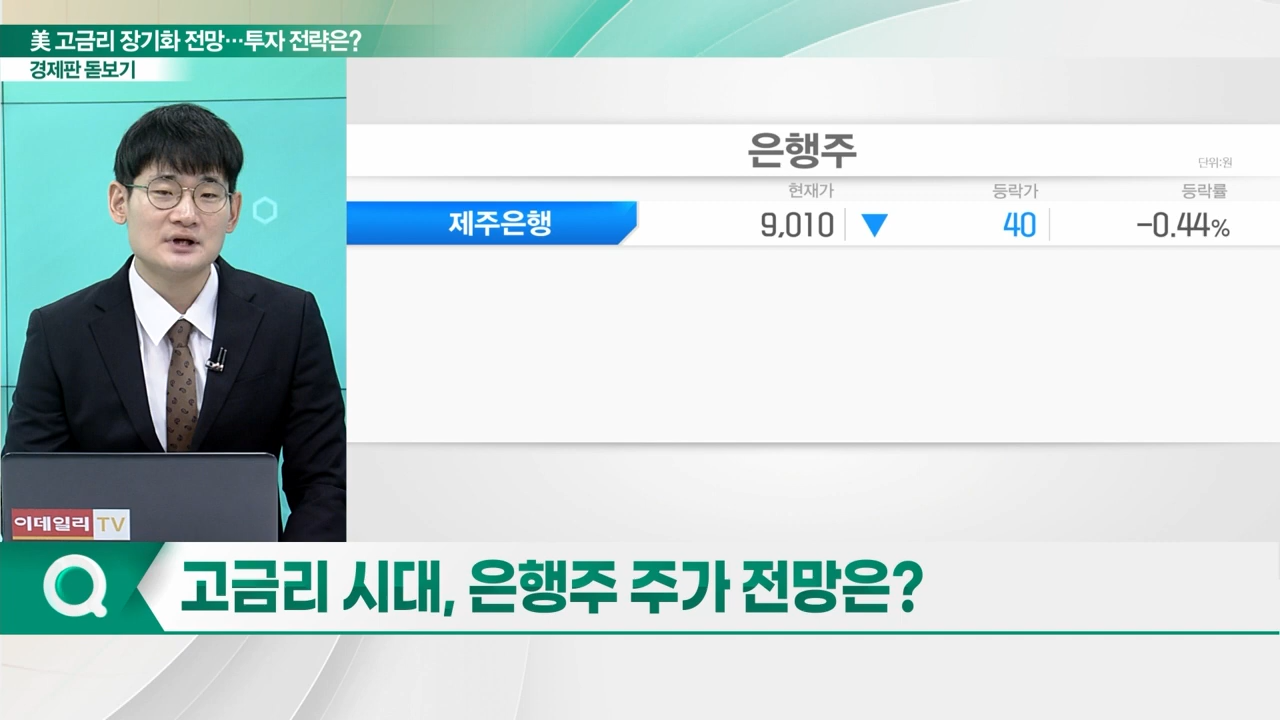 美 고금리 장기화 전망…투자 전략은?
경제판 돋보기
은행주
단위:원
현재가 등락가 등락률
제주은행 9,010 ▼ 40 -0.44%
이데일리 TV
Q 고금리 시대, 은행주 주가 전망은?